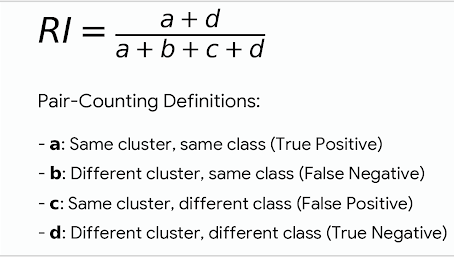 RI = (a + d) / (a + b + c + d)
Pair-Counting Definitions:
- a: Same cluster, same class (True Positive)
- b: Different cluster, same class (False Negative)
- c: Same cluster, different class (False Positive)
- d: Different cluster, different class (True Negative)